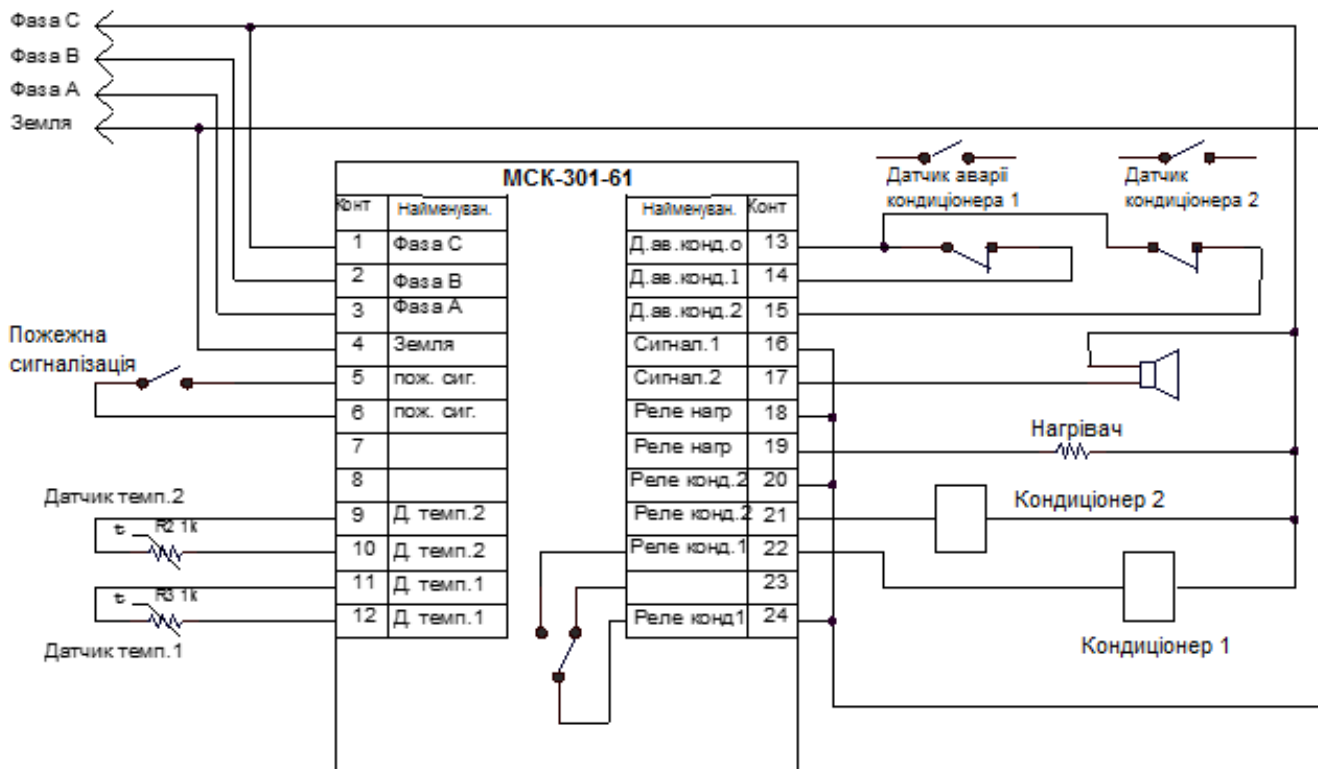 Фаза С
Фаза В
Фаза А
Земля
МСК-301-61
Конт Найменуван. Найменуван. Конт
1 Фаза С Д.ав.конд.о 13
2 Фаза В Д.ав.конд.1 14
3 Фаза А Д.ав.конд.2 15
4 Земля Сигнал.1 16
5 пож. сиг. Сигнал.2 17
6 пож. сиг. Реле нагр 18
7 Реле нагр 19
8 Реле конд.2 20
9 Д. темп.2 Реле конд.2 21
10 Д. темп.2 Реле конд.1 22
11 Д. темп.1 23
12 Д. темп.1 Реле конд1 24
Пожежна
сигналізація
Датчик темп.2
t R2 1k
t R3 1k
Датчик темп.1
Датчик аварії
кондиціонера 1
Датчик
кондиціонера 2
Нагрівач
Кондиціонер 2
Кондиціонер 1